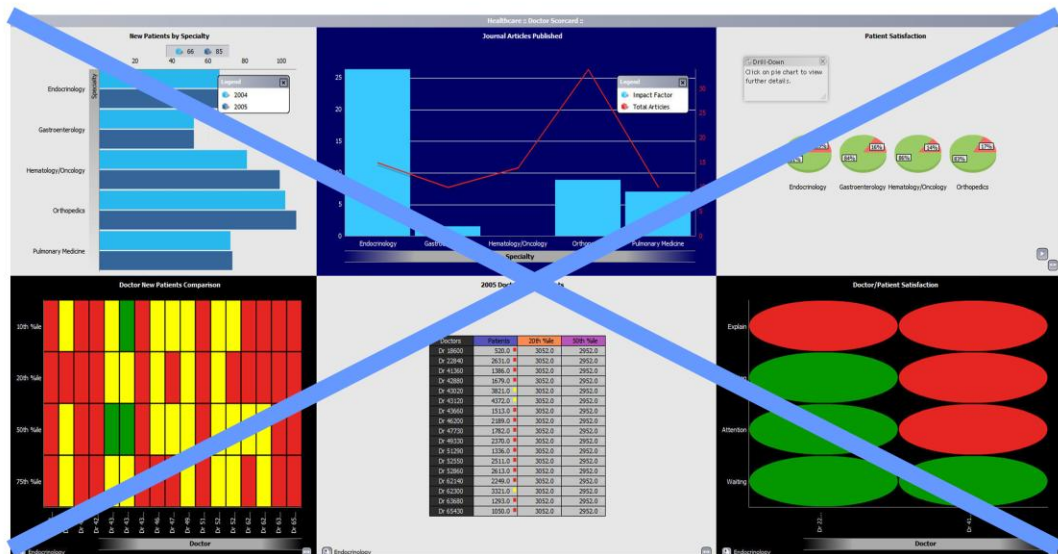 Healthcare :: Doctor Scorcard ::
New Patients by Specialty
66 85
20 40 60 80 100
Specialty
Endocrinology
Gastroenterology
Hematology/Oncology
Orthopedics
Pulmonary Medicine
Legend
2004
2005
Journal Articles Published
25
20
15
10
5
0
Legend
Impact Factor
Total Articles
30
25
20
15
5
0
Endocrinology
Hematology/Oncology
Pulmonary Medicine
Specialty
Patient Satisfaction
Drill-Down
Click on pie chart to view
further details.
84% 16%
86% 14%
83% 17%
Endocrinology Gastroenterology Hematology/Oncology Orthopedics
Doctor New Patients Comparison
10th %ile
20th %ile
50th %ile
75th %ile
Doctor
Endocrinology
2005
Doctors Patients 20th %ile 50th %ile
Dr 18600 520.0 3052.0 2952.0
Dr 22840 2631.0 3052.0 2952.0
Dr 41360 1386.0 3052.0 2952.0
Dr 42880 1679.0 3052.0 2952.0
Dr 43020 3821.0 3052.0 2952.0
Dr 43120 4372.0 3052.0 2952.0
Dr 43660 1513.0 3052.0 2952.0
Dr 46200 2189.0 3052.0 2952.0
Dr 47730 1782.0 3052.0 2952.0
Dr 49330 2370.0 3052.0 2952.0
Dr 51290 1336.0 3052.0 2952.0
Dr 52550 2511.0 3052.0 2952.0
Dr 52860 2613.0 3052.0 2952.0
Dr 62140 2249.0 3052.0 2952.0
Dr 62300 3321.0 3052.0 2952.0
Dr 63680 1293.0 3052.0 2952.0
Dr 65430 1050.0 3052.0 2952.0
Endocrinology
Doctor/Patient Satisfaction
Explain
Attention
Waiting
Dr 22...
Doctor
Endocrinology